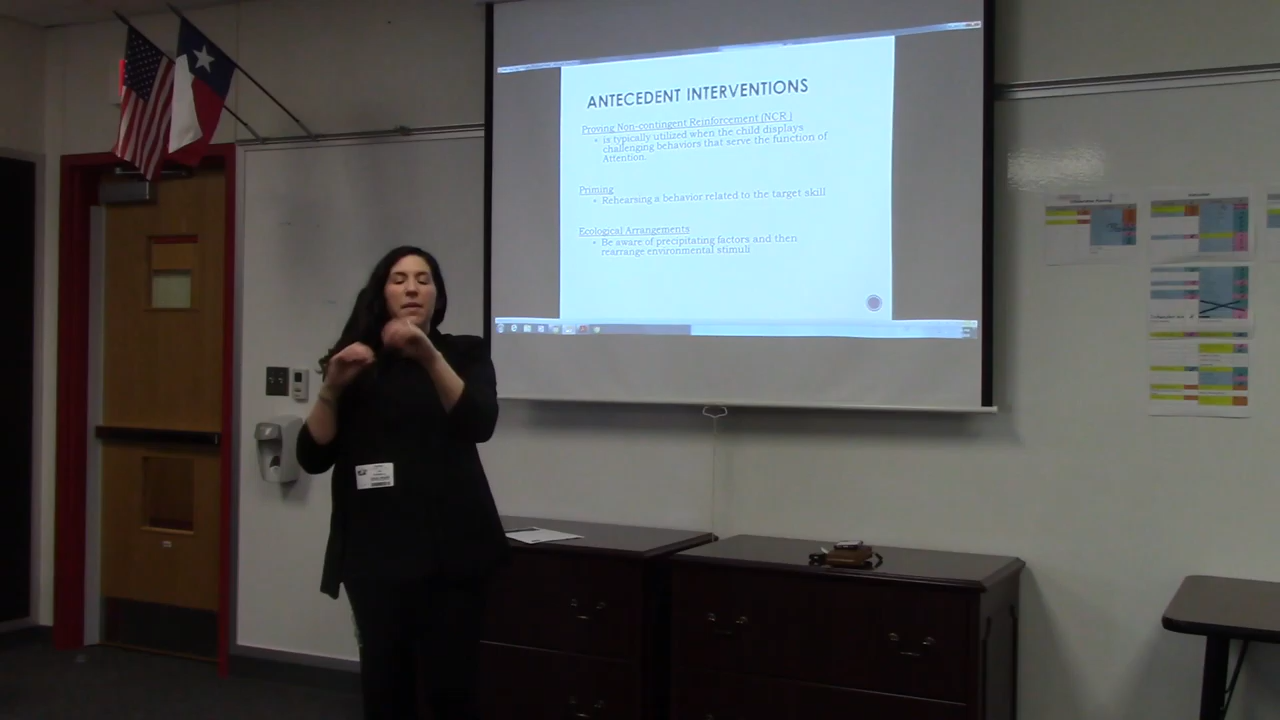 ANTECEDENT INTERVENTIONS
Proving Non-contingent Reinforcement (NCR )
• is typically utilized when the child displays
challenging behaviors that serve the function of
Attention.
Priming
• Rehearsing a behavior related to the target skill
Ecological Arrangements
• Be aware of precipitating factors and then
rearrange environmental stimuli